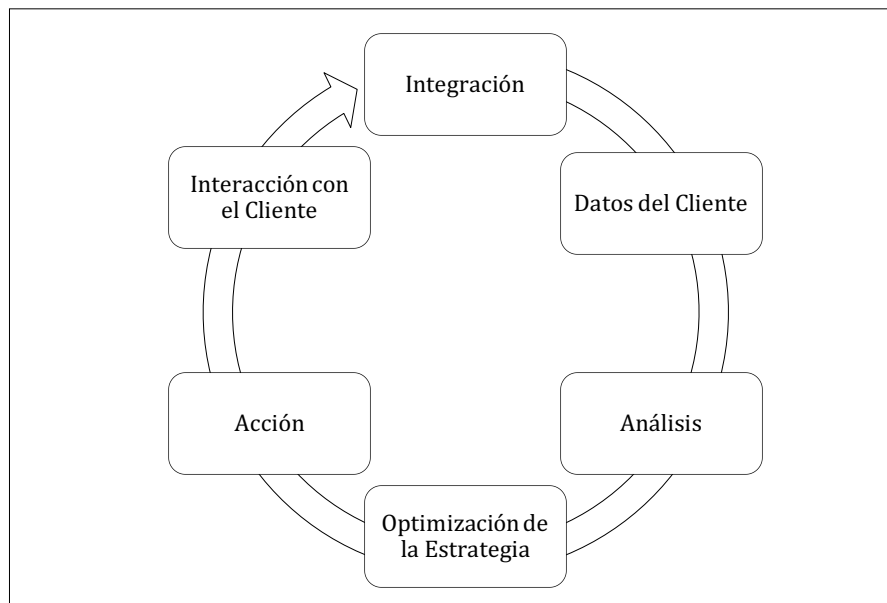 Integración
Datos del Cliente
Análisis
Optimización de
la Estrategia
Acción
Interacción con
el Cliente